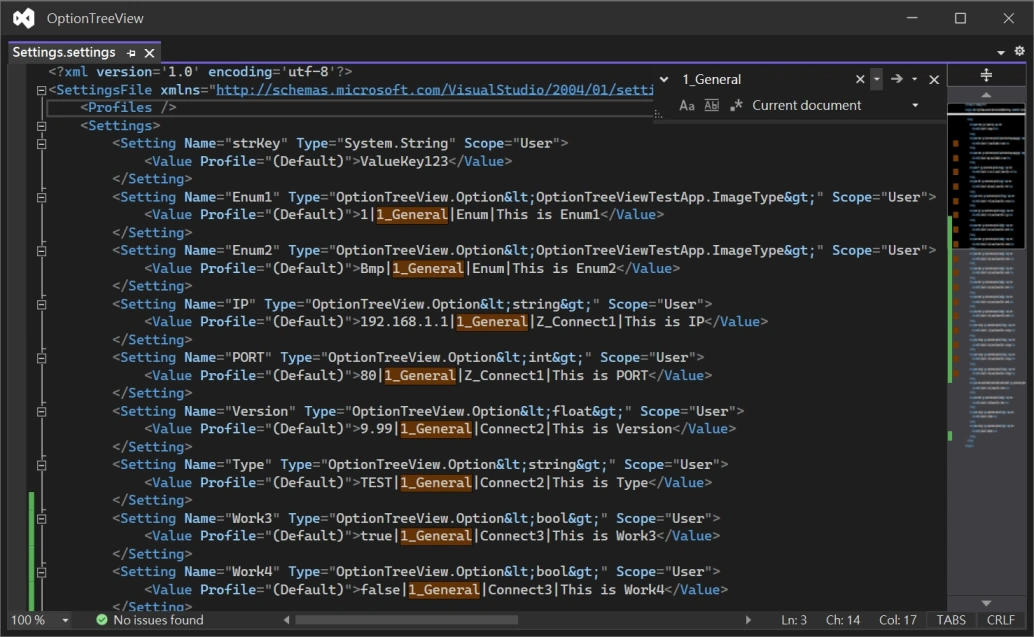 OptionTreeView
Settings.settings
<?xml version='1.0' encoding='utf-8'?>
<SettingsFile xmlns="http://schemas.microsoft.com/VisualStudio/2004/01/setti
1_General
Aa Ab .* Current document
<Profiles />
<Settings>
<Setting Name="strKey" Type="System.String" Scope="User">
<Value Profile="(Default)">ValueKey123</Value>
</Setting>
<Setting Name="Enum1" Type="OptionTreeView.Option&lt;OptionTreeViewTestApp.ImageType&gt;" Scope="User">
<Value Profile="(Default)">1|1_General|Enum|This is Enum1</Value>
</Setting>
<Setting Name="Enum2" Type="OptionTreeView.Option&lt;OptionTreeViewTestApp.ImageType&gt;" Scope="User">
<Value Profile="(Default)">Bmp|1_General|Enum|This is Enum2</Value>
</Setting>
<Setting Name="IP" Type="OptionTreeView.Option&lt;string&gt;" Scope="User">
<Value Profile="(Default)">192.168.1.1|1_General|Z_Connect1|This is IP</Value>
</Setting>
<Setting Name="PORT" Type="OptionTreeView.Option&lt;int&gt;" Scope="User">
<Value Profile="(Default)">80|1_General|Z_Connect1|This is PORT</Value>
</Setting>
<Setting Name="Version" Type="OptionTreeView.Option&lt;float&gt;" Scope="User">
<Value Profile="(Default)">9.99|1_General|Connect2|This is Version</Value>
</Setting>
<Setting Name="Type" Type="OptionTreeView.Option&lt;string&gt;" Scope="User">
<Value Profile="(Default)">TEST|1_General|Connect2|This is Type</Value>
</Setting>
<Setting Name="Work3" Type="OptionTreeView.Option&lt;bool&gt;" Scope="User">
<Value Profile="(Default)">true|1_General|Connect3|This is Work3</Value>
</Setting>
<Setting Name="Work4" Type="OptionTreeView.Option&lt;bool&gt;" Scope="User">
<Value Profile="(Default)">false|1_General|Connect3|This is Work4</Value>
</Setting>
100 % No issues found Ln: 3 Ch: 14 Col: 17 TABS CRLF